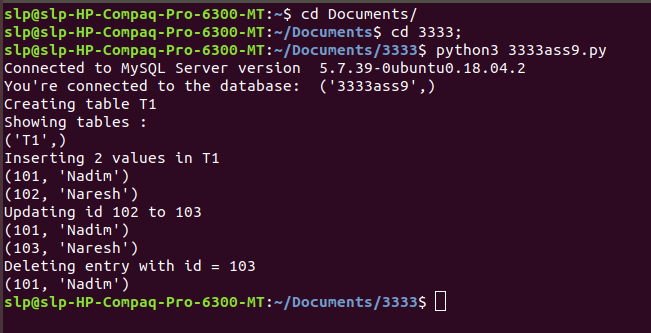 slp@slp-HP-Compaq-Pro-6300-MT:~$ cd Documents/
slp@slp-HP-Compaq-Pro-6300-MT:~/Documents$ cd 3333;
slp@slp-HP-Compaq-Pro-6300-MT:~/Documents/3333$ python3 3333ass9.py
Connected to MySQL Server version  5.7.39-0ubuntu0.18.04.2
You're connected to the database:  ('3333ass9',)
Creating table T1
Showing tables :
('T1',)
Inserting 2 values in T1
(101, 'Nadim')
(102, 'Naresh')
Updating id 102 to 103
(101, 'Nadim')
(103, 'Naresh')
Deleting entry with id = 103
(101, 'Nadim')
slp@slp-HP-Compaq-Pro-6300-MT:~/Documents/3333$